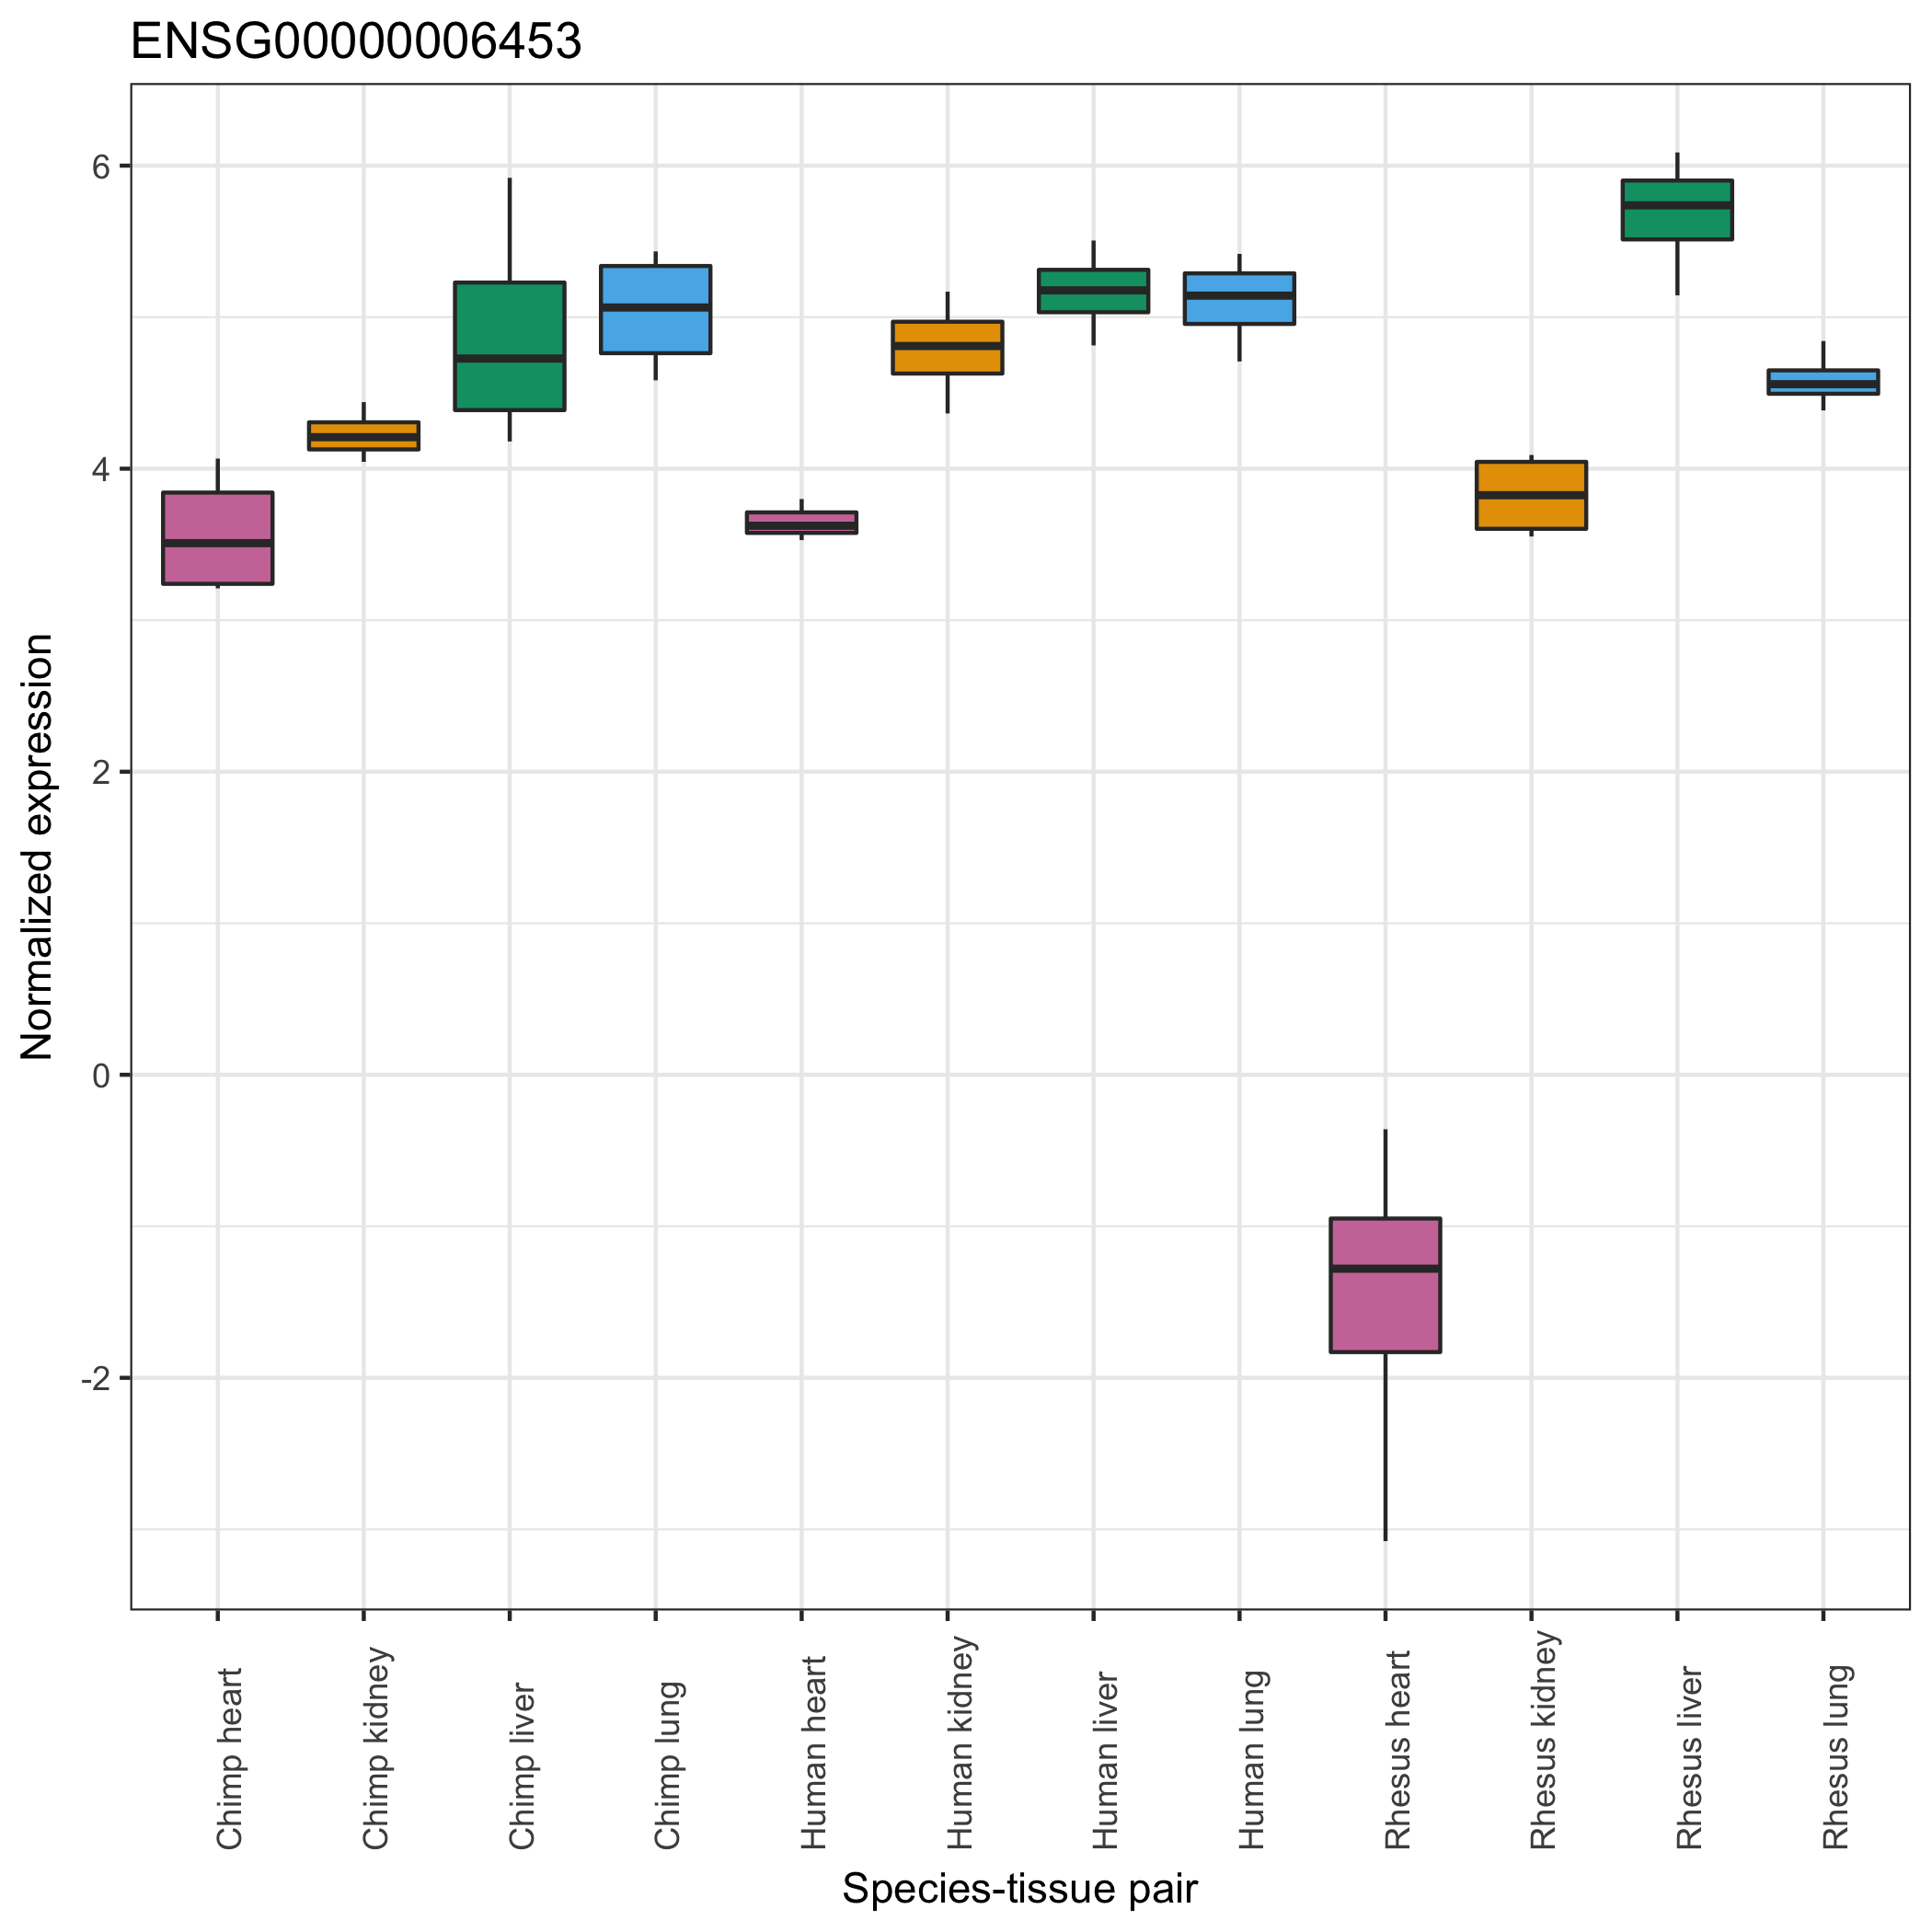 ENSG00000006453
Normalized expression
6
4
2
0
-2
Chimp heart
Chimp kidney
Chimp liver
Chimp lung
Human heart
Human kidney
Human liver
Human lung
Rhesus heart
Rhesus kidney
Rhesus liver
Rhesus lung
Species-tissue pair